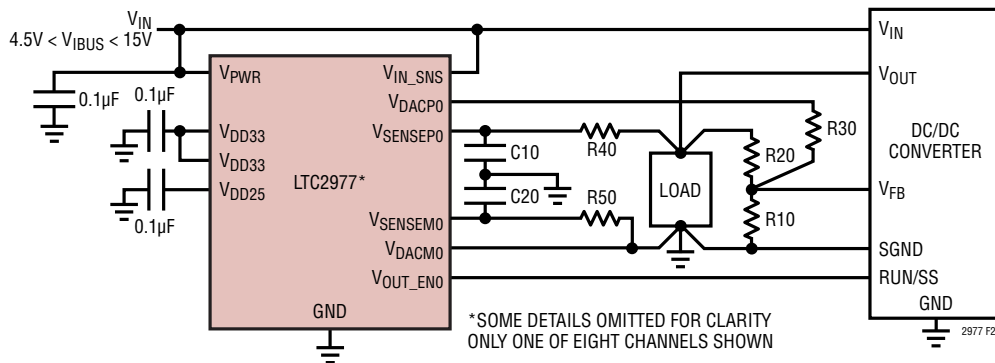 VIN
4.5V < VIBUS < 15V
0.1µF
0.1µF
0.1µF
VPWR
VDD33
VDD33
VDD25
LTC2977*
GND
VIN_SNS
VDACP0
VSENSEP0
VSENSEM0
VDACM0
VOUT_EN0
C10
C20
R40
R50
LOAD
R20
R30
R10
VIN
VOUT
DC/DC
CONVERTER
VFB
SGND
RUN/SS
GND
*SOME DETAILS OMITTED FOR CLARITY
ONLY ONE OF EIGHT CHANNELS SHOWN